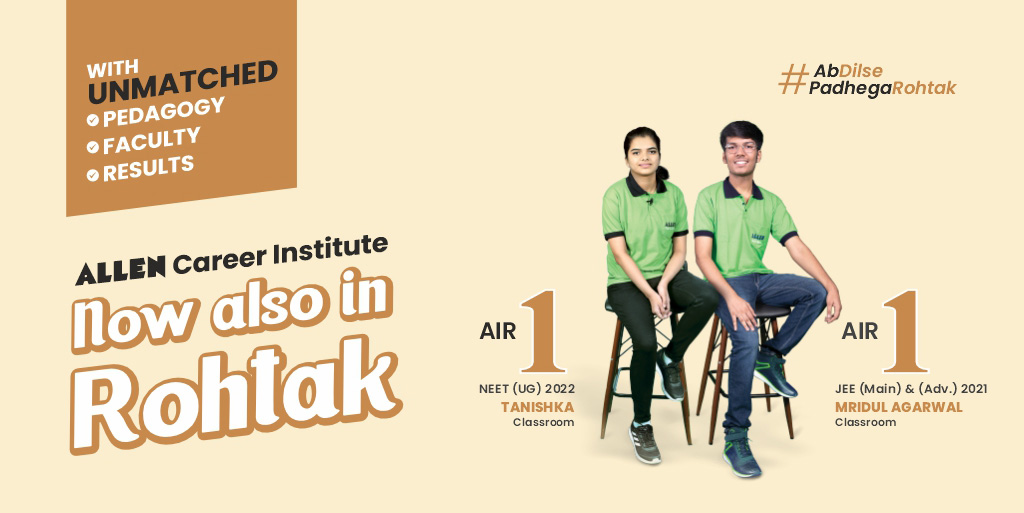 WITH
UNMATCHED
PEDAGOGY
FACULTY
RESULTS
#AbDilse
PadhegaRohtak
ALLEN Career Institute
Now also in
Rohtak
AIR 1
NEET (UG) 2022
TANISHKA
Classroom
AIR 1
JEE (Main) & (Adv.) 2021
MRIDUL AGARWAL
Classroom